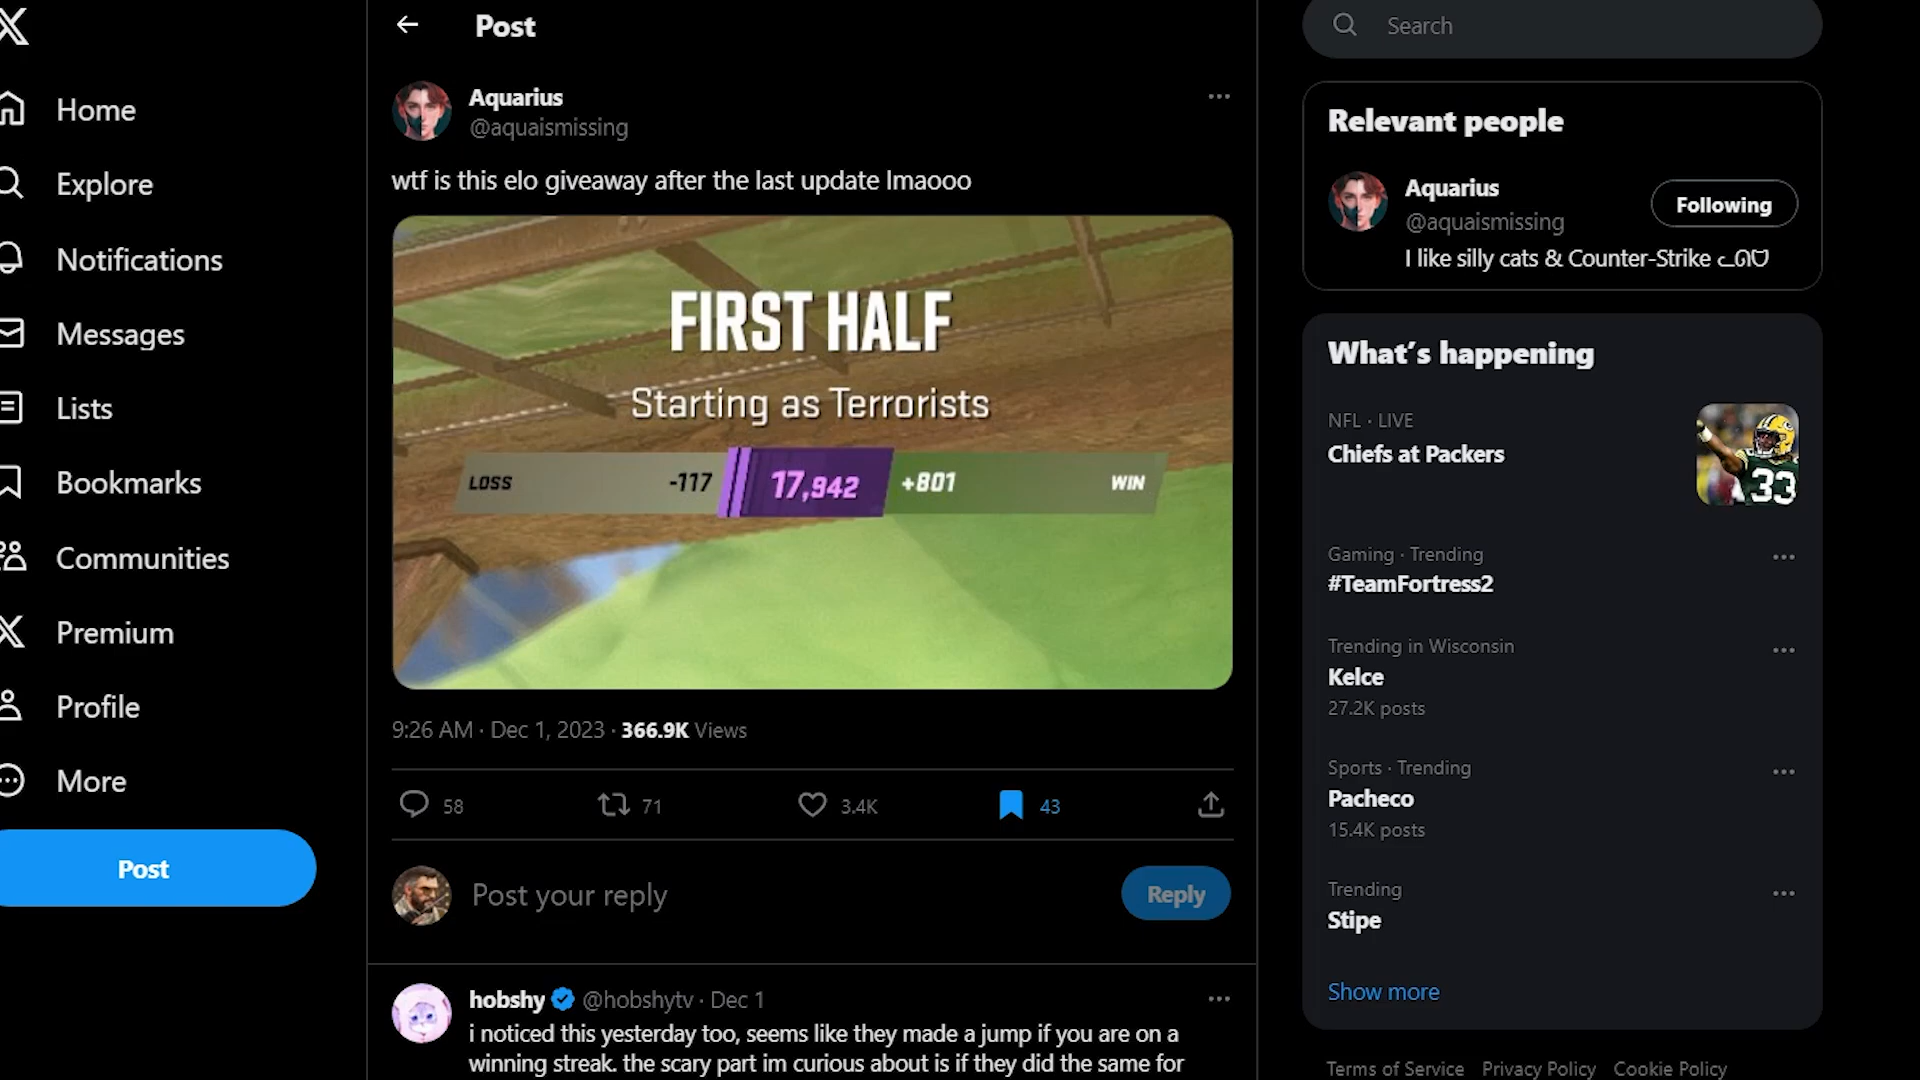 Home
Explore
Notifications
Messages
Lists
Bookmarks
Communities
Premium
Profile
More
Post
Post
Aquarius
@aquaismissing
wtf is this elo giveaway after the last update lmaooo
FIRST HALF
Starting as Terrorists
LOSS -117 17,942 +801 WIN
9:26 AM · Dec 1, 2023 · 366.9K Views
58 71 3.4K 43
Post your reply
Reply
hobshy @hobshytv · Dec 1
i noticed this yesterday too, seems like they made a jump if you are on a
winning streak. the scary part im curious about is if they did the same for
Search
Relevant people
Aquarius
@aquaismissing
Following
I like silly cats & Counter-Strike ᓚᘏᗢ
What's happening
NFL · LIVE
Chiefs at Packers
33
Gaming · Trending
#TeamFortress2
Trending in Wisconsin
Kelce
27.2K posts
Sports · Trending
Pacheco
15.4K posts
Trending
Stipe
Show more
Terms of Service Privacy Policy Cookie Policy